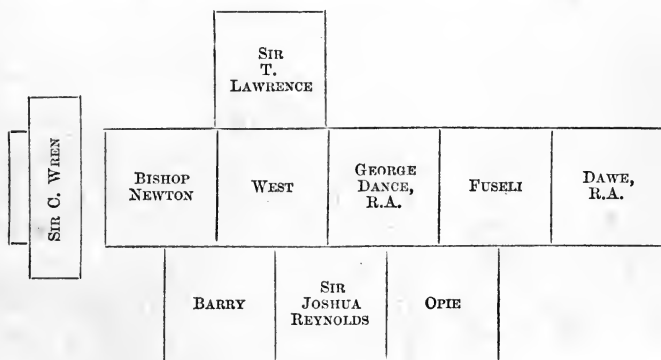 SIR
T.
LAWRENCE
SIR C. WREN
BISHOP
NEWTON
WEST
GEORGE
DANCE,
R.A.
FUSELI
DAWE,
R.A.
BARRY
SIR
JOSHUA
REYNOLDS
OPIE